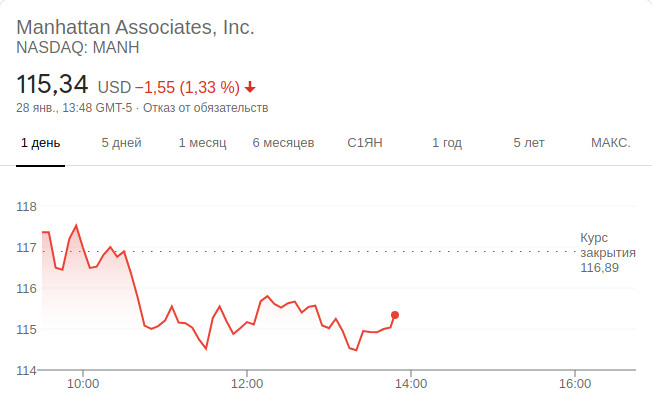 Manhattan Associates, Inc.
NASDAQ: MANH
115,34 USD −1,55 (1,33 %)
28 янв., 13:48 GMT-5 · Отказ от обязательств
1 день 5 дней 1 месяц 6 месяцев С1ЯН 1 год 5 лет МАКС.
118
117
116
115
114
Курс
закрытия
116,89
10:00 12:00 14:00 16:00